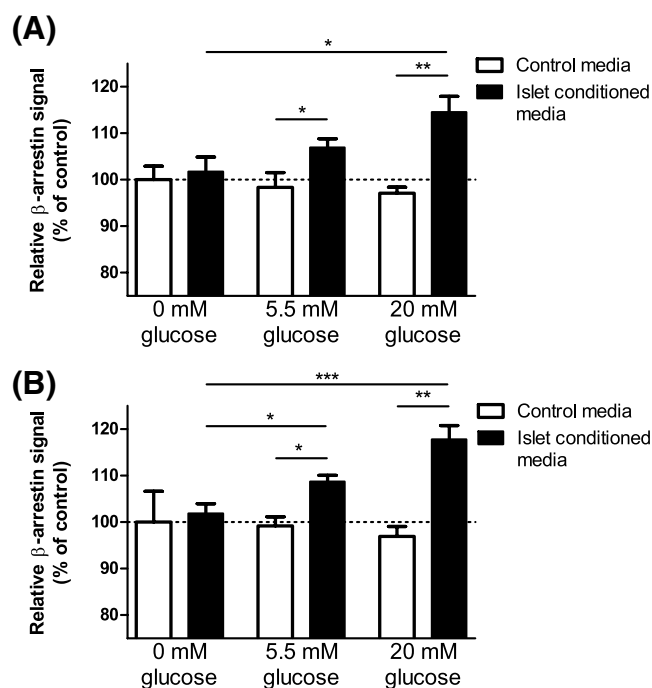 (A)
*
**
*
Control media
Islet conditioned
media
Relative β-arrestin signal
(% of control)
120
110
100
90
80
0 mM
glucose
5.5 mM
glucose
20 mM
glucose
(B)
***
**
*
*
Control media
Islet conditioned
media
Relative β-arrestin signal
(% of control)
120
110
100
90
80
0 mM
glucose
5.5 mM
glucose
20 mM
glucose